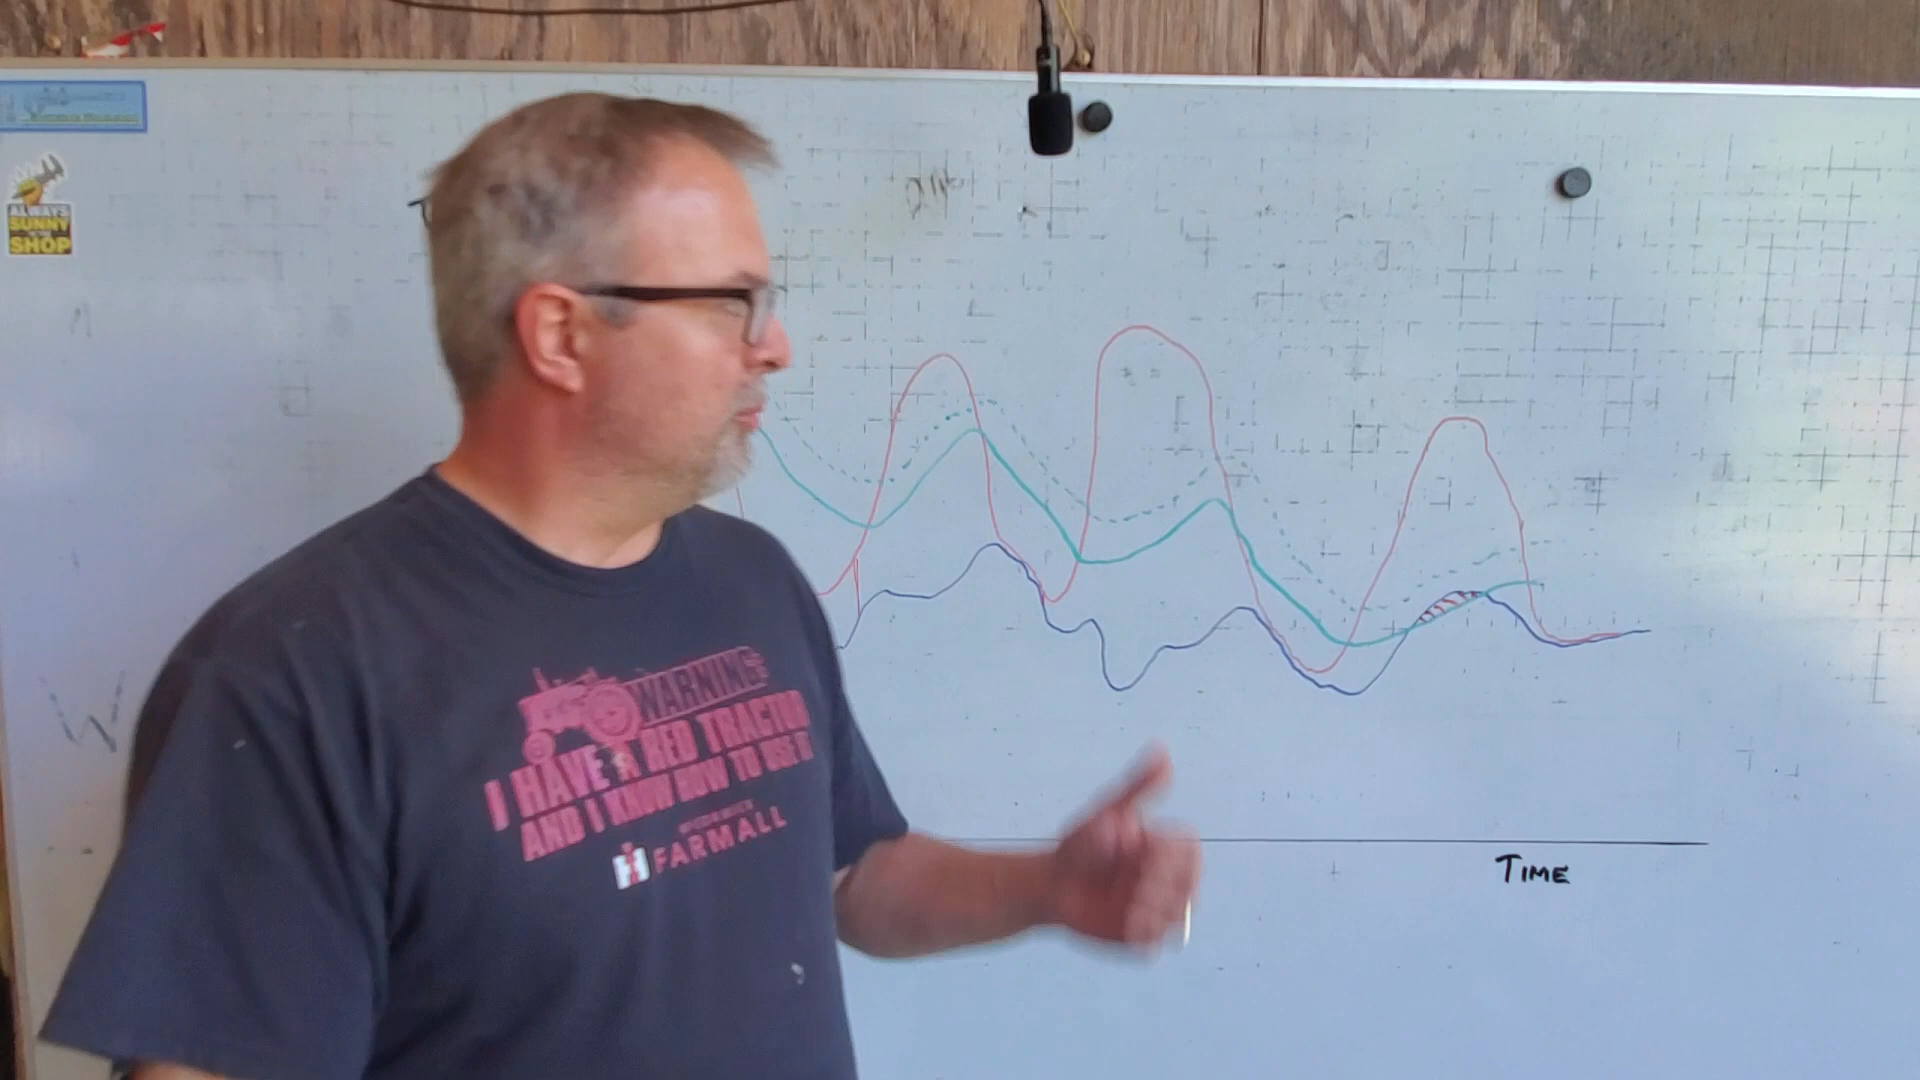 ALWAYS
SUNNY
SHOP
WARNING
I HAVE A RED TRACTOR
AND I KNOW HOW TO USE IT
FARMALL
TIME